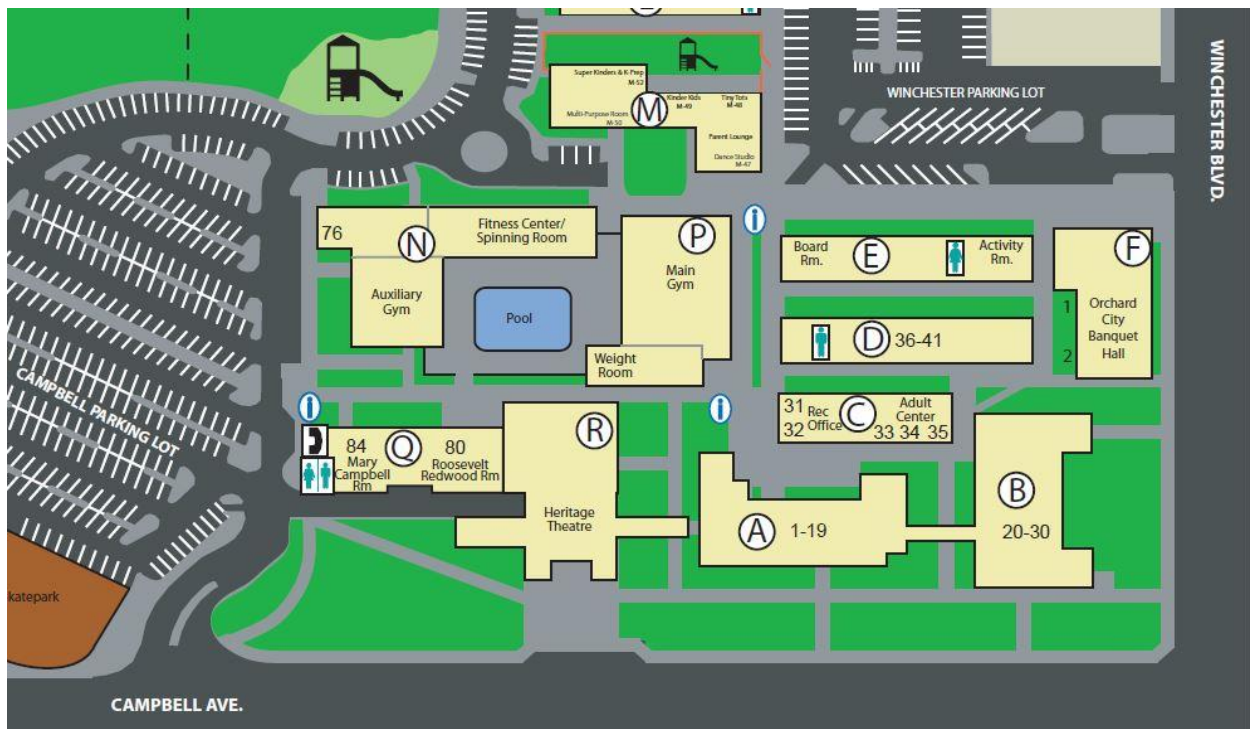 Super Kinders & K-Prep
M-52
Kinder Kids
M-49
Tiny Tots
M-48
M
Multi-Purpose Room
M-50
Parent Lounge
Dance Studio
M-47
WINCHESTER PARKING LOT
WINCHESTER BLVD.
76
N
Fitness Center/
Spinning Room
Auxiliary
Gym
Pool
P
Main
Gym
Weight
Room
i
Board
Rm.
E
Activity
Rm.
D
36-41
F
1
2
Orchard
City
Banquet
Hall
CAMPBELL PARKING LOT
i
i
31
32
Rec
Office
C
Adult
Center
33 34 35
84
Mary
Campbell
Rm
Q
80
Roosevelt
Redwood Rm
R
Heritage
Theatre
A
1-19
B
20-30
katepark
CAMPBELL AVE.